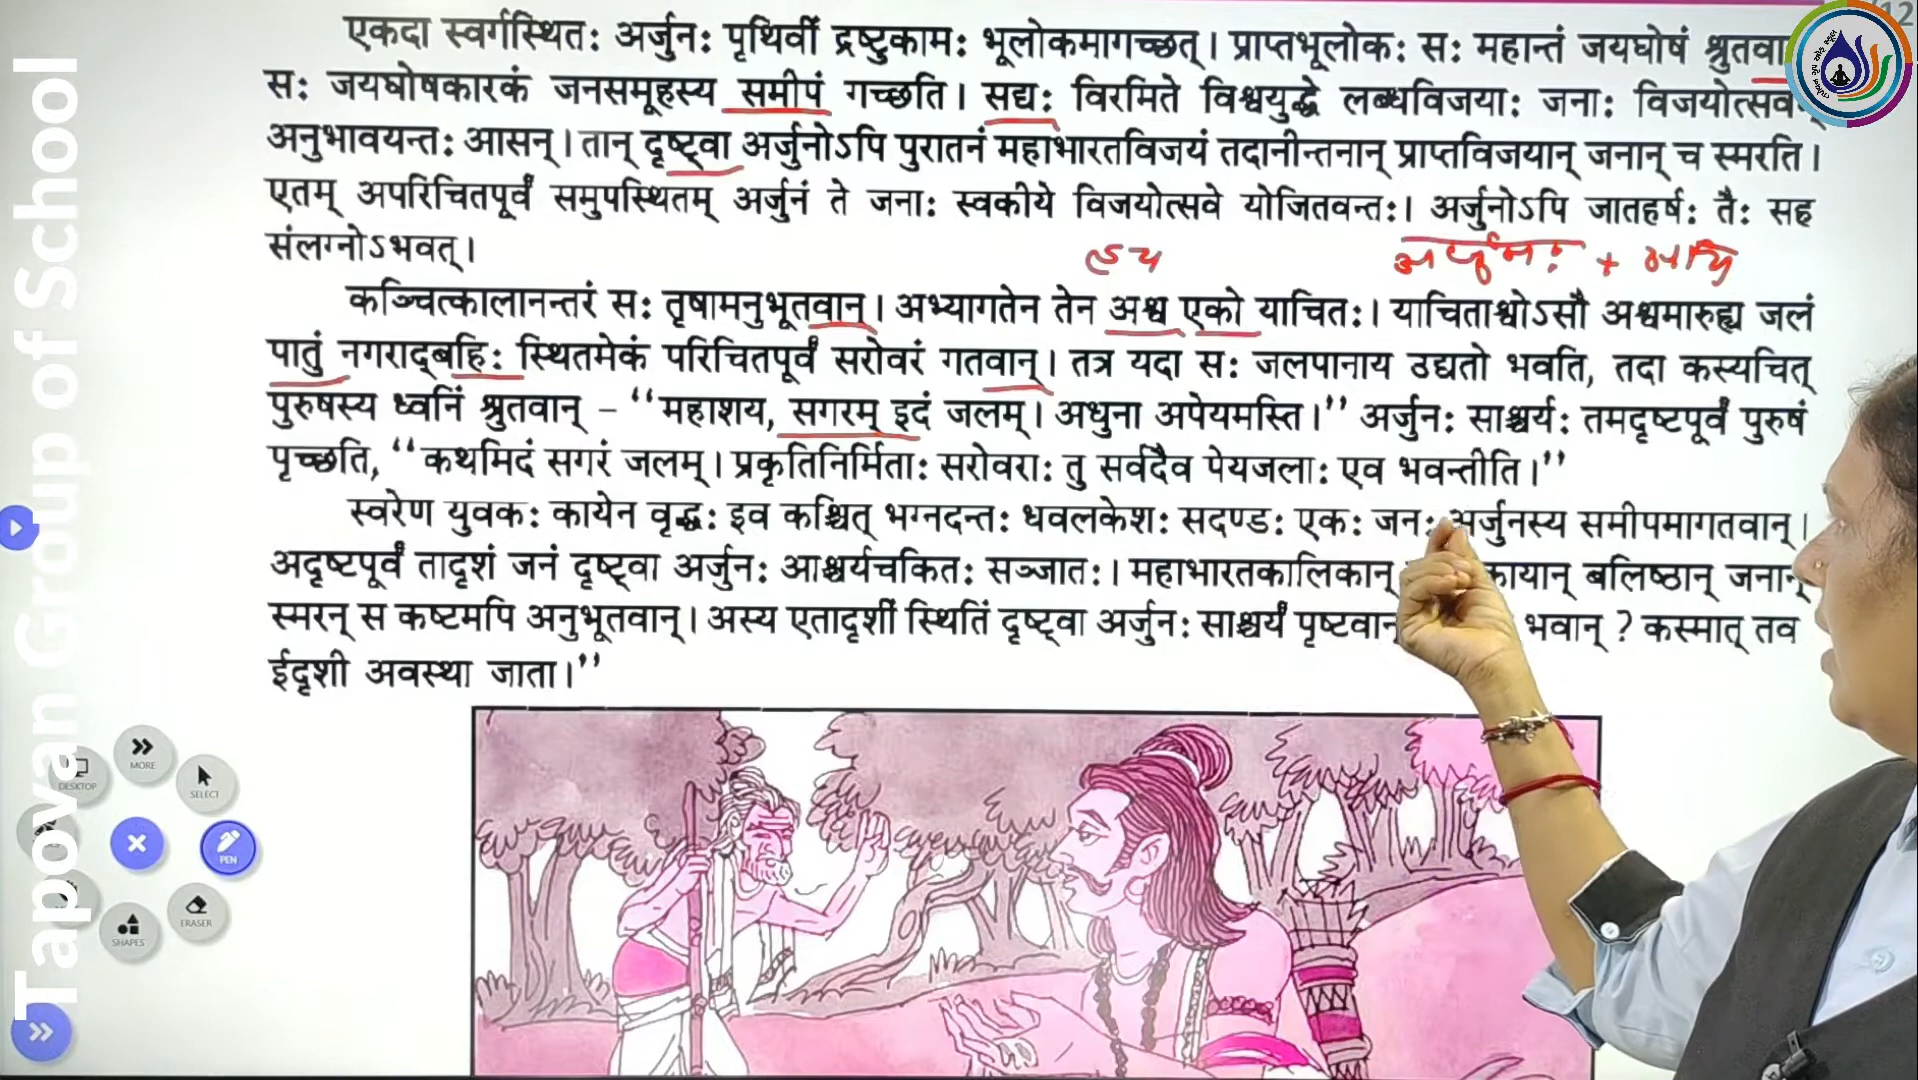 एकदा स्वर्गस्थितः अर्जुनः पृथिवीं द्रष्टुकामः भूलोकमागच्छत्। प्राप्तभूलोकः सः महान्तं जयघोषं श्रुतवा
सः जयघोषकारकं जनसमूहस्य समीपं गच्छति। सद्यः विरमिते विश्वयुद्धे लब्धविजयाः जनाः
अनुभावयन्तः आसन्। तान् दृष्ट्वा अर्जुनोऽपि पुरातनं महाभारतविजयं तदानीन्तनान् प्राप्तविजयान् जनान् च स्मरति।
एतम् अपरिचितपूर्वं समुपस्थितम् अर्जुनं ते जनाः स्वकीये विजयोत्सवे योजितवन्तः। अर्जुनोऽपि जातहर्षः तैः सह
संलग्नोऽभवत्।
अर्जुनः + अपि
कञ्चित्कालानन्तरं सः तृषामनुभूतवान्। अभ्यागतेन तेन अश्व एको याचितः। याचिताश्वोऽसौ अश्वमारुह्य जलं
पातुं नगराद्बहिः स्थितमेकं परिचितपूर्वं सरोवरं गतवान्। तत्र यदा सः जलपानाय उद्यतो भवति, तदा कस्यचित्
पुरुषस्य ध्वनिं श्रुतवान् – “महाशय, सगरम् इदं जलम्। अधुना अपेयमस्ति।” अर्जुनः साश्चर्यः तमदृष्टपूर्वं पुरुषं
पृच्छति, “कथमिदं सगरं जलम्। प्रकृतिनिर्मिताः सरोवराः तु सर्वदैव पेयजलाः एव भवन्तीति।”
स्वरेण युवकः कायेन वृद्धः इव कश्चित् भग्नदन्तः धवलकेशः सदण्डः एकः जनः अर्जुनस्य समीपमागतवान्।
अदृष्टपूर्वं तादृशं जनं दृष्ट्वा अर्जुनः आश्चर्यचकितः सञ्जातः। महाभारतकालिकान् कायान् बलिष्ठान् जनान्
स्मरन् स कष्टमपि अनुभूतवान्। अस्य एतादृशीं स्थितिं दृष्ट्वा अर्जुनः साश्चर्यं पृष्टवान् भवान् ? कस्मात् तव
ईदृशी अवस्था जाता।”
Tapovan Group of School
MORE
DESKTOP
SELECT
PEN
ERASER
SHAPES